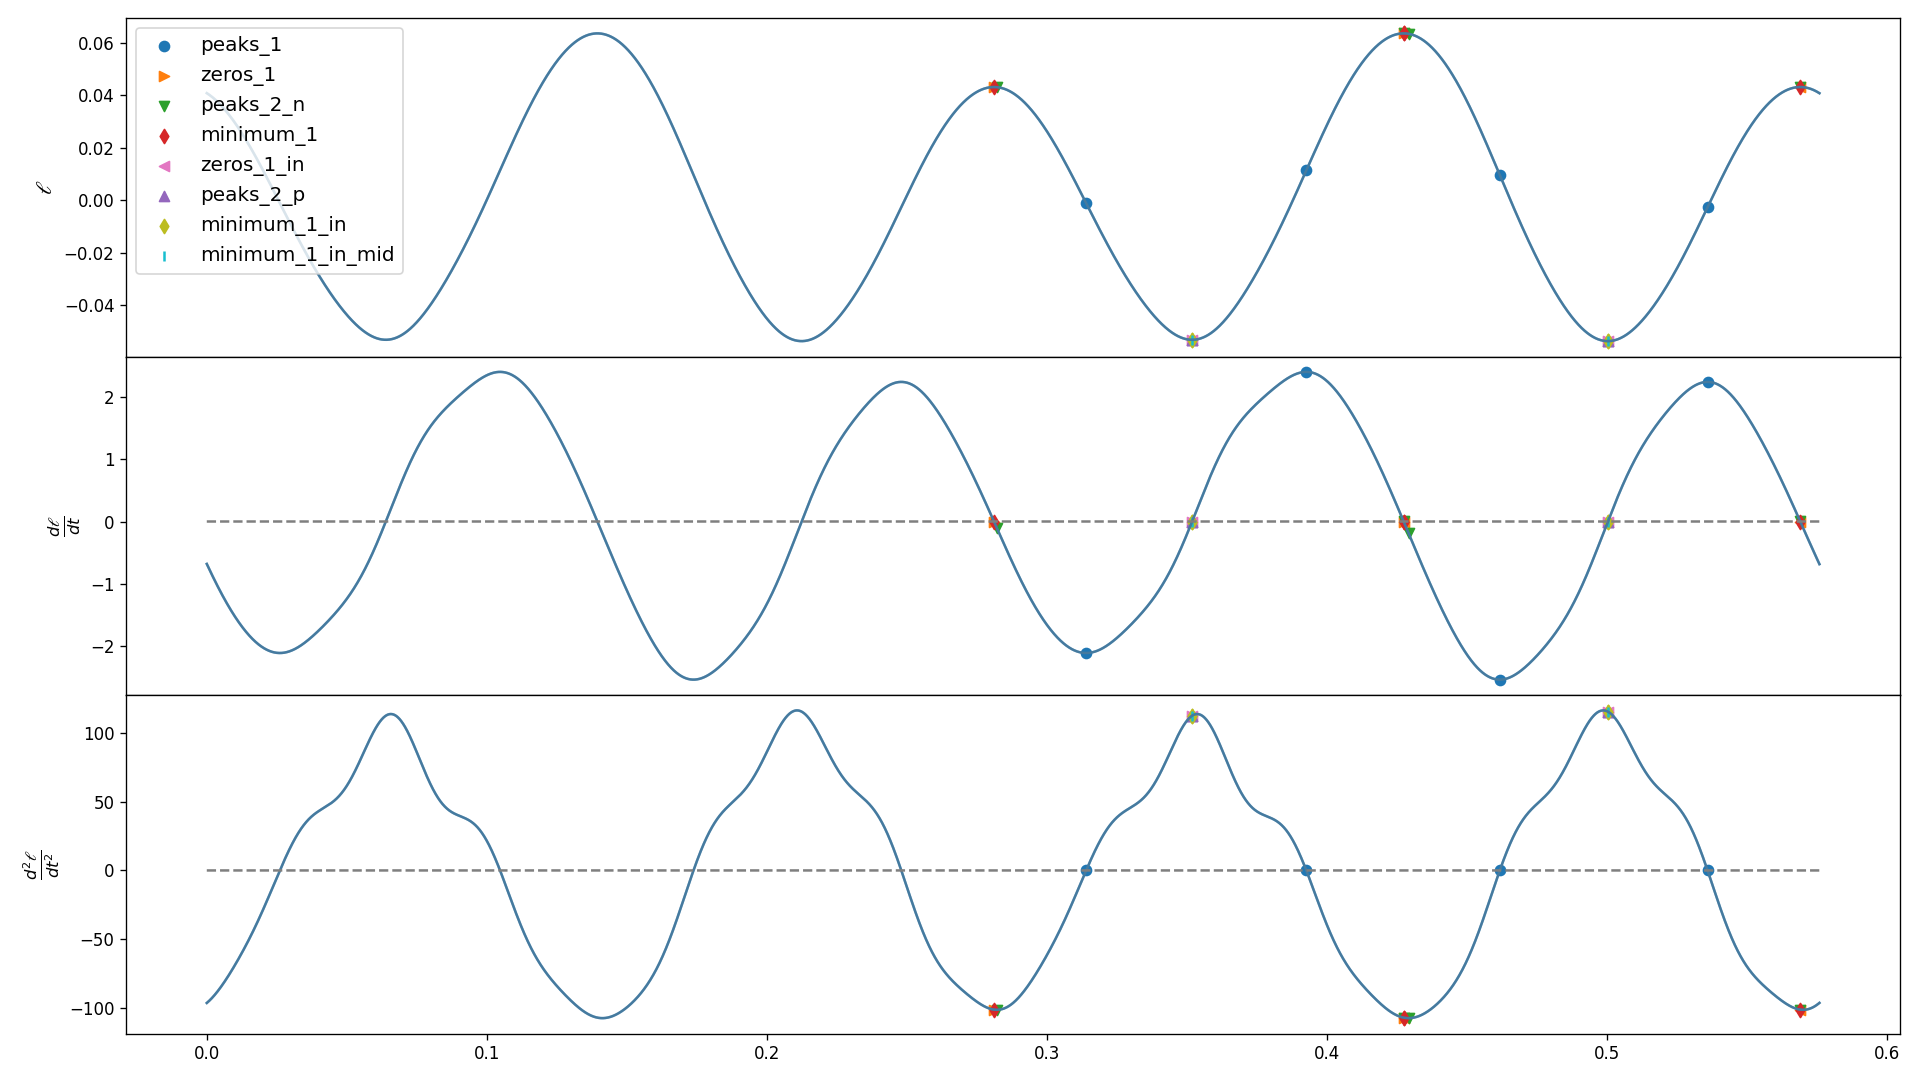 0.06
0.04
0.02
0.00
−0.02
−0.04
ℓ
peaks_1
zeros_1
peaks_2_n
minimum_1
zeros_1_in
peaks_2_p
minimum_1_in
minimum_1_in_mid
2
1
0
−1
−2
dℓ
dt
100
50
0
−50
−100
d²ℓ
dt²
0.0 0.1 0.2 0.3 0.4 0.5 0.6